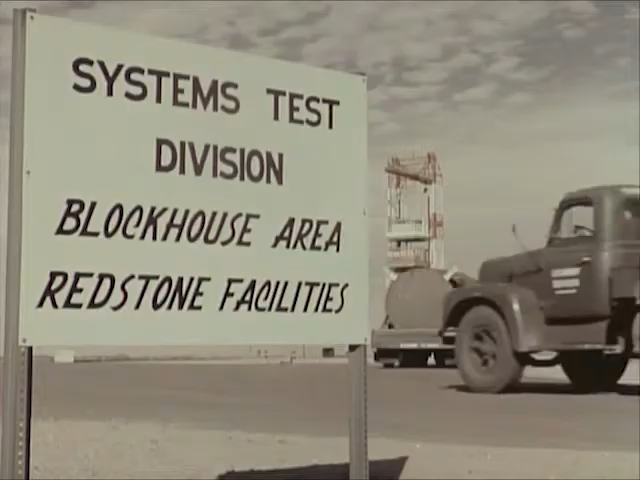 SYSTEMS TEST
DIVISION
BLOCKHOUSE AREA
REDSTONE FACILITIES